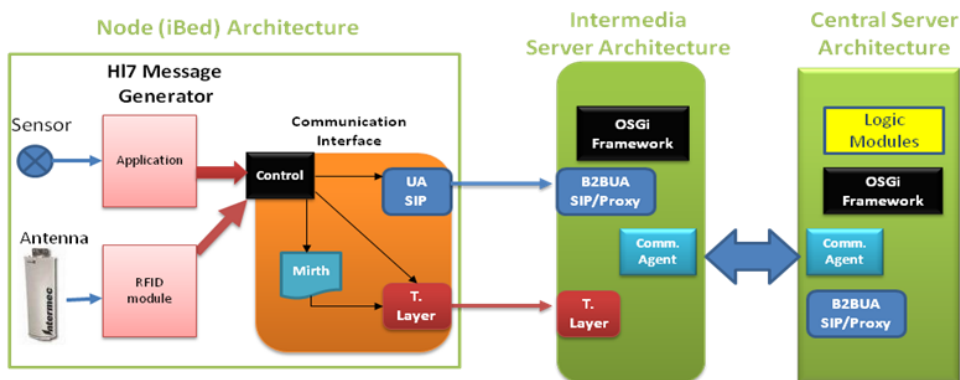 Node (iBed) Architecture
Intermedia
Server Architecture
Central Server
Architecture
Hl7 Message
Generator
Sensor
Application
Communication
Interface
Control
UA
SIP
Antenna
Intermec
RFID
module
Mirth
T.
Layer
OSGi
Framework
B2BUA
SIP/Proxy
Comm.
Agent
T.
Layer
Logic
Modules
OSGi
Framework
Comm.
Agent
B2BUA
SIP/Proxy